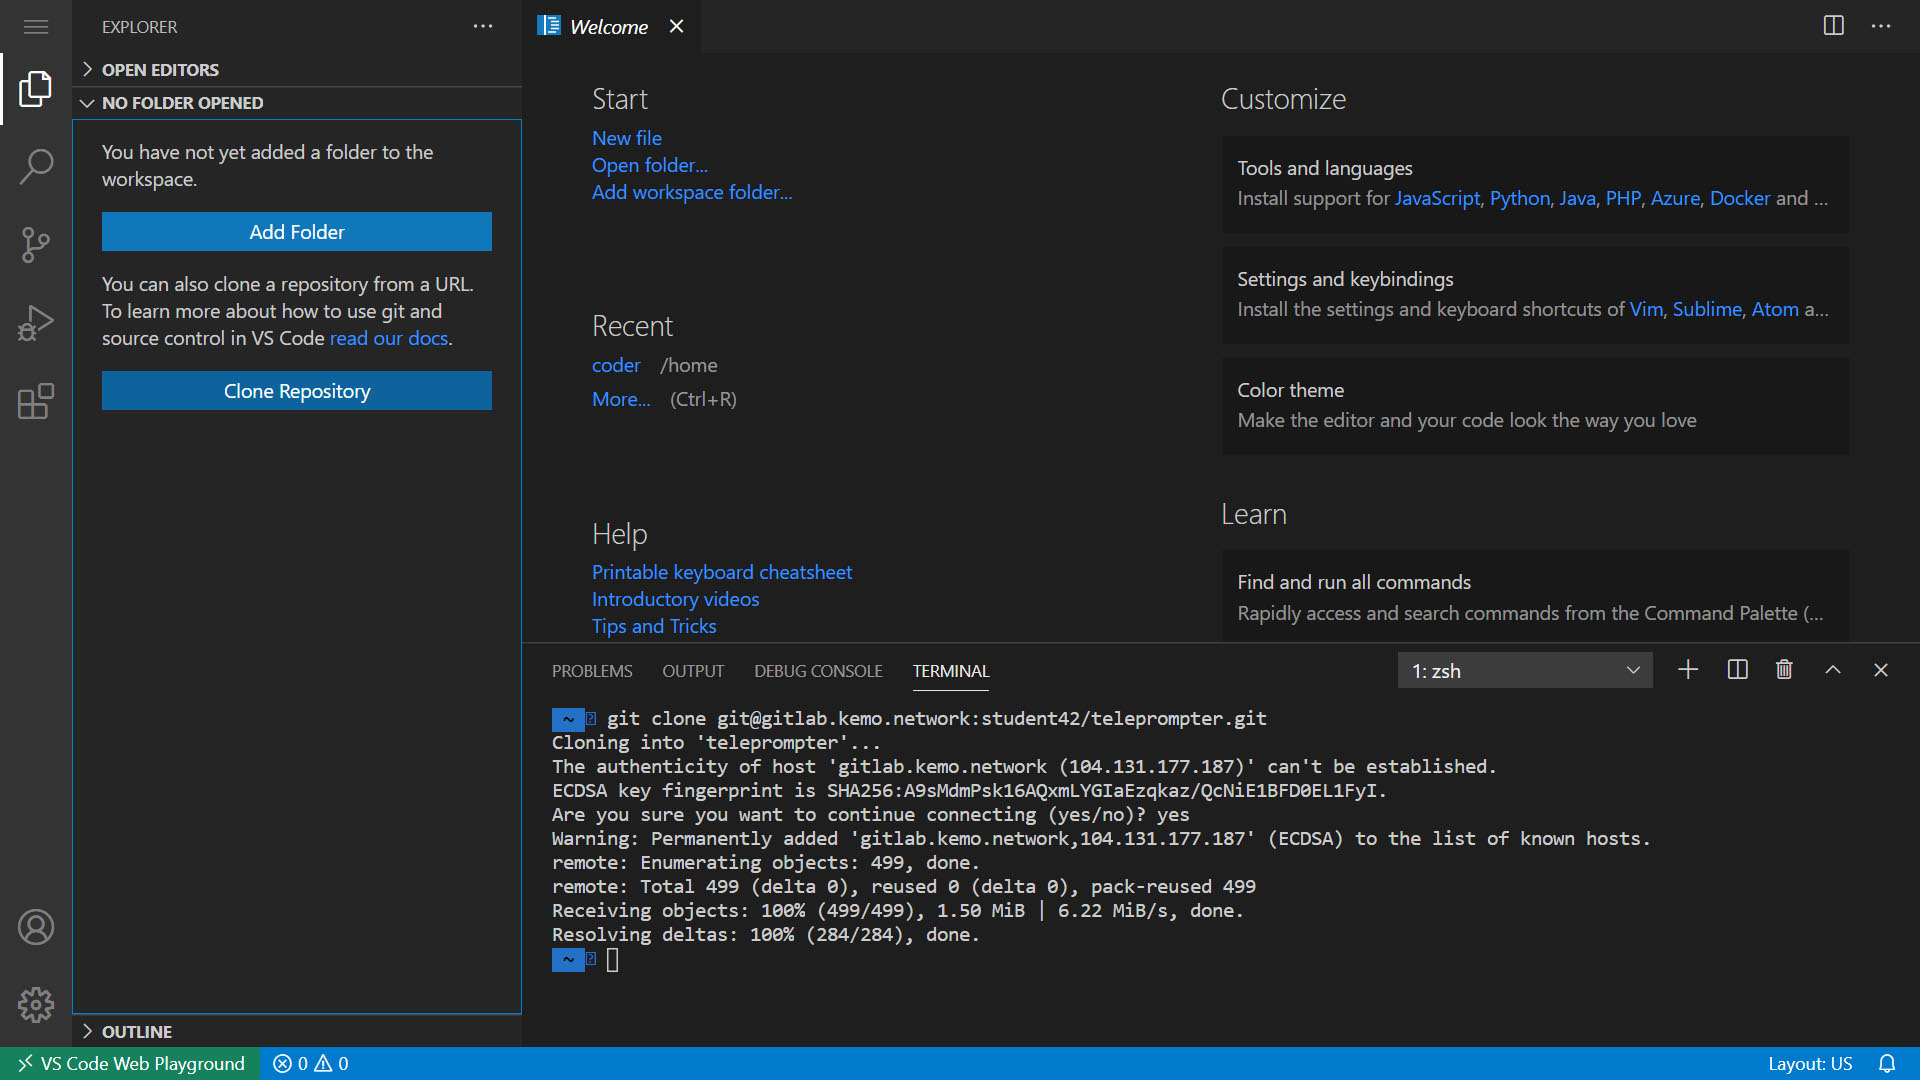 EXPLORER
OPEN EDITORS
NO FOLDER OPENED
You have not yet added a folder to the
workspace.
Add Folder
You can also clone a repository from a URL.
To learn more about how to use git and
source control in VS Code read our docs.
Clone Repository
OUTLINE
Welcome
Start
New file
Open folder...
Add workspace folder...
Recent
coder /home
More... (Ctrl+R)
Help
Printable keyboard cheatsheet
Introductory videos
Tips and Tricks
Customize
Tools and languages
Install support for JavaScript, Python, Java, PHP, Azure, Docker and ...
Settings and keybindings
Install the settings and keyboard shortcuts of Vim, Sublime, Atom a...
Color theme
Make the editor and your code look the way you love
Learn
Find and run all commands
Rapidly access and search commands from the Command Palette (...
PROBLEMS OUTPUT DEBUG CONSOLE TERMINAL
1: zsh
~ git clone git@gitlab.kemo.network:student42/teleprompter.git
Cloning into 'teleprompter'...
The authenticity of host 'gitlab.kemo.network (104.131.177.187)' can't be established.
ECDSA key fingerprint is SHA256:A9sMdmPsk16AQxmLYGIaEzqkaz/QcNiE1BFD0EL1FyI.
Are you sure you want to continue connecting (yes/no)? yes
Warning: Permanently added 'gitlab.kemo.network,104.131.177.187' (ECDSA) to the list of known hosts.
remote: Enumerating objects: 499, done.
remote: Total 499 (delta 0), reused 0 (delta 0), pack-reused 499
Receiving objects: 100% (499/499), 1.50 MiB | 6.22 MiB/s, done.
Resolving deltas: 100% (284/284), done.
~
VS Code Web Playground 0 0 Layout: US